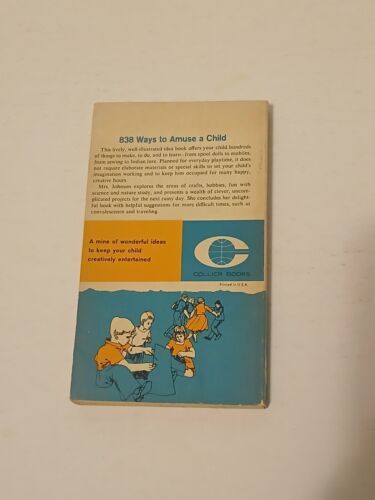 838 Ways to Amuse a Child
This lively, well-illustrated idea book offers your child hundreds
of things to make, to do, and to learn—from spool dolls to mobiles,
from sewing to Indian lore. Planned for everyday playtime, it does
not require elaborate materials or special skills to set your child's
imagination working and to keep him occupied for many happy,
creative hours.
Mrs. Johnson explores the areas of crafts, hobbies, fun with
science and nature study, and presents a wealth of clever, uncom-
plicated projects for the next rainy day. She concludes her delight-
ful book with helpful suggestions for more difficult times, such as
convalescence and traveling.
A mine of wonderful ideas
to keep your child
creatively entertained
COLLIER BOOKS
Printed in U.S.A.